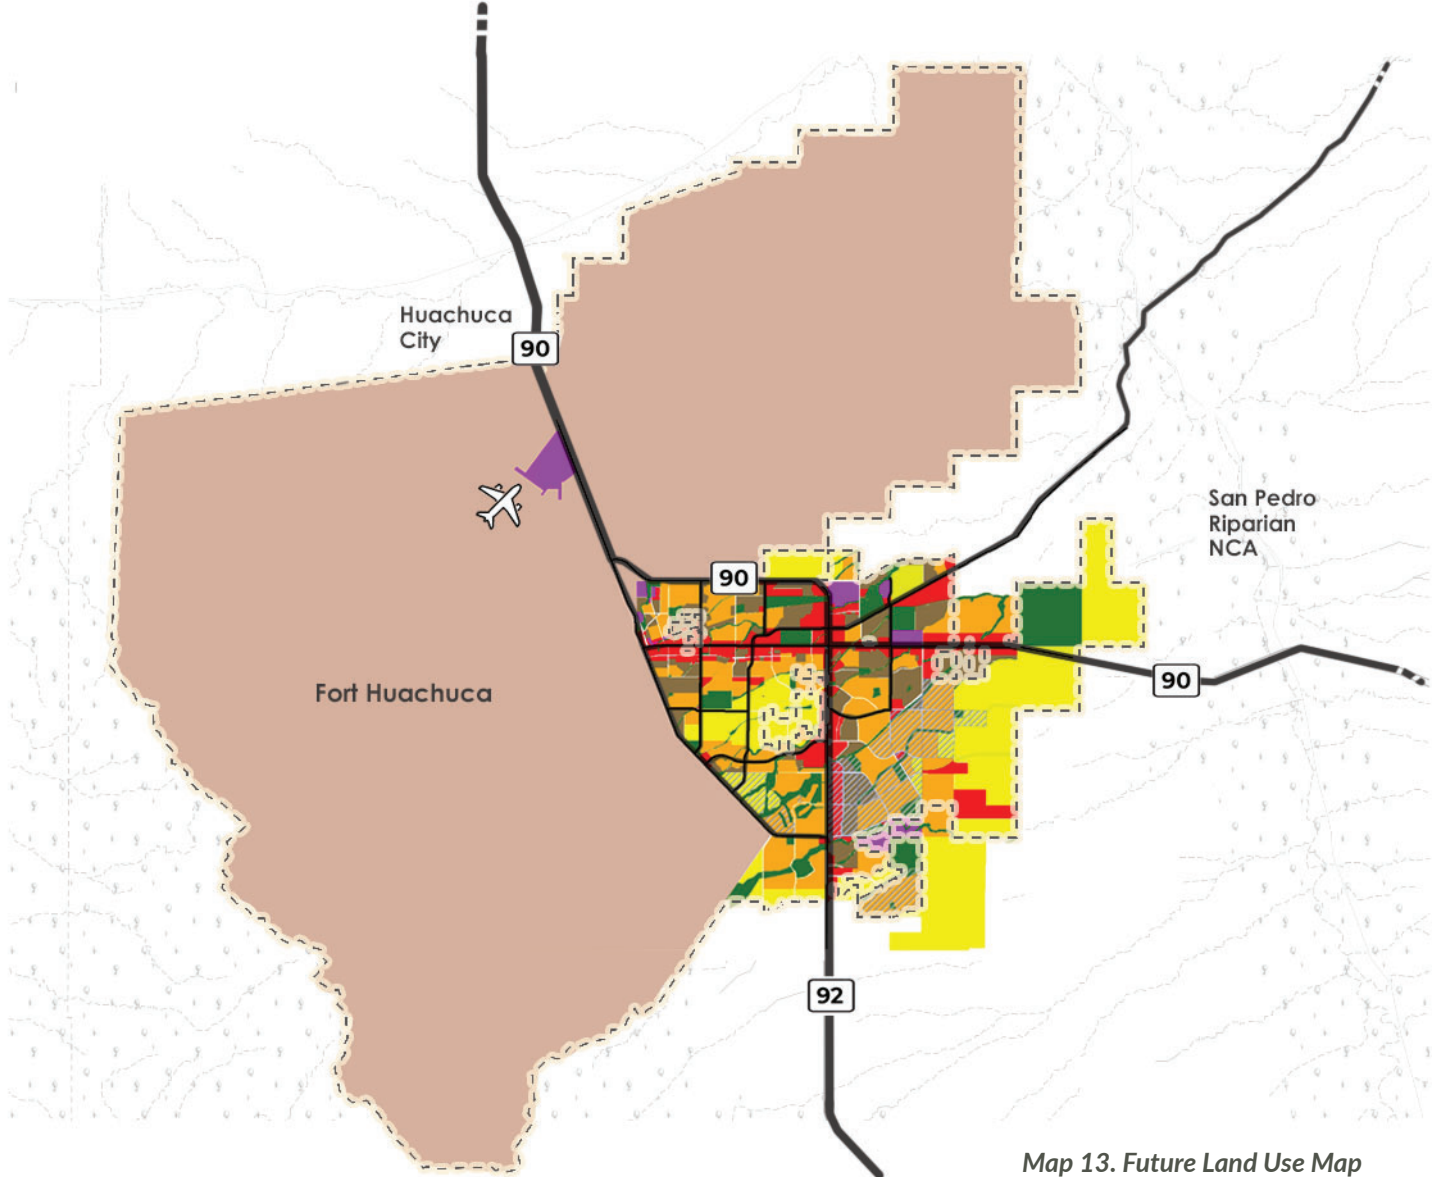 Huachuca
City
90
San Pedro
Riparian
NCA
90
90
Fort Huachuca
92
Map 13. Future Land Use Map